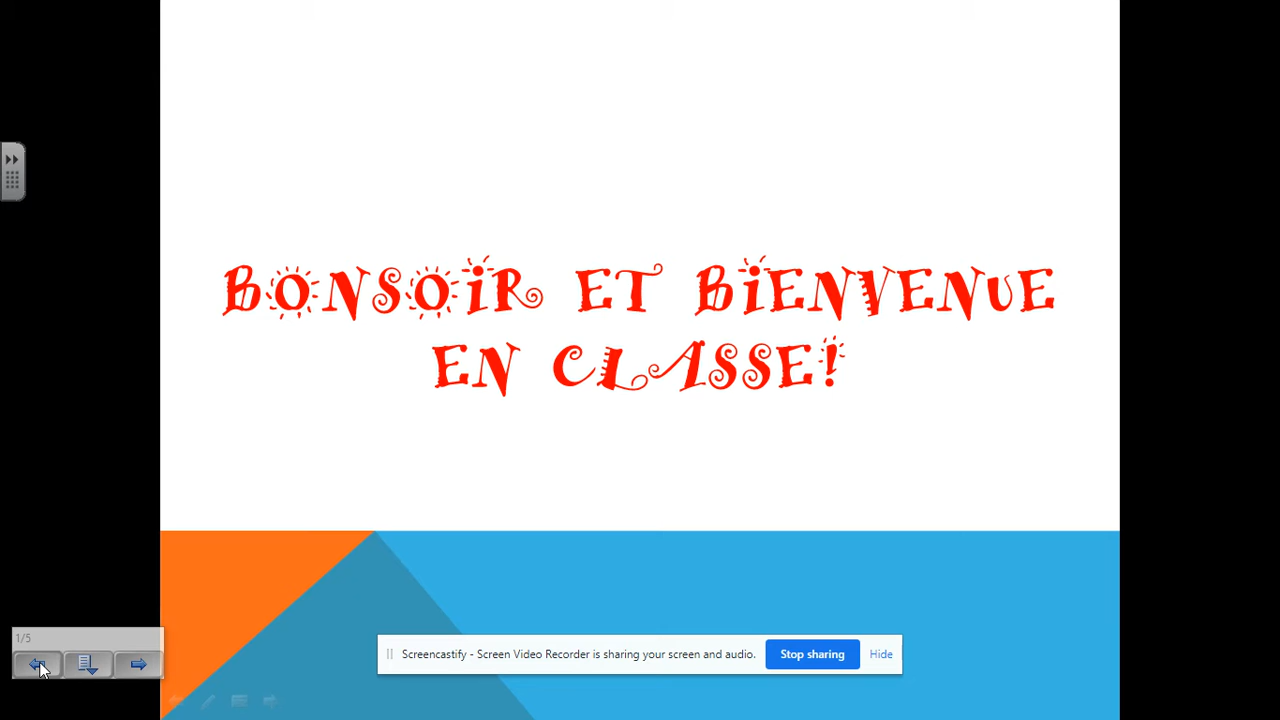 BONSOIR ET BIENVENUE
EN CLASSE!
1/5
Screencastify - Screen Video Recorder is sharing your screen and audio.
Stop sharing
Hide